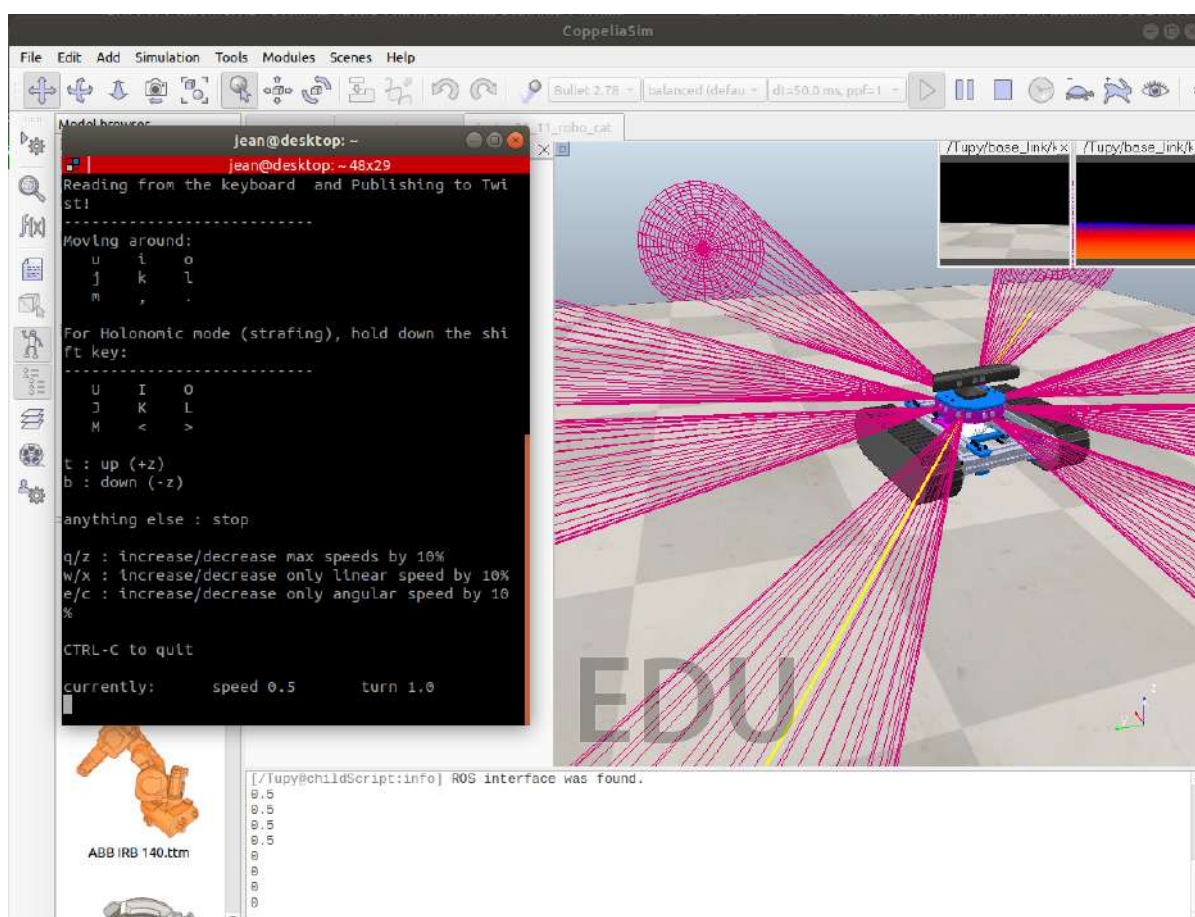 CoppeliaSim
File Edit Add Simulation Tools Modules Scenes Help
Bullet 2.78 balanced (defau dt=50.0 ms, ppf=1
Model browser
11_robo_cat
jean@desktop: ~
jean@desktop: ~ 48x29
Reading from the keyboard  and Publishing to Twi
st!
---------------------------
Moving around:
u i o
j k l
m , .
For Holonomic mode (strafing), hold down the shi
ft key:
---------------------------
U I O
J K L
M < >
t : up (+z)
b : down (-z)
anything else : stop
q/z : increase/decrease max speeds by 10%
w/x : increase/decrease only linear speed by 10%
e/c : increase/decrease only angular speed by 10
%
CTRL-C to quit
currently: speed 0.5 turn 1.0
/Tupy/base_link/k
/Tupy/base_link/k
f(x)
EDU
z
y
ABB IRB 140.ttm
[/Tupy@childScript:info] ROS interface was found.
0.5
0.5
0.5
0.5
0
0
0
0